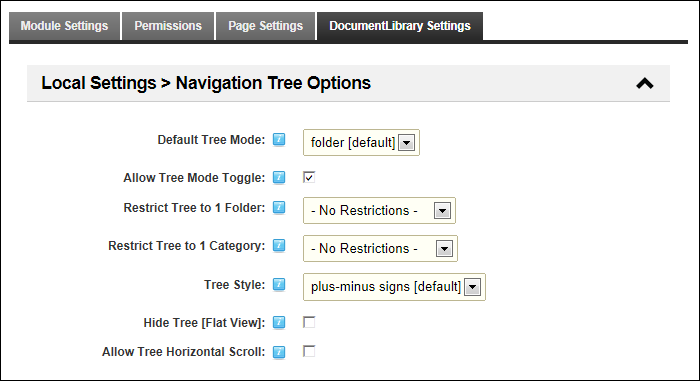 Module Settings Permissions Page Settings DocumentLibrary Settings
Local Settings > Navigation Tree Options
Default Tree Mode: i folder [default]
Allow Tree Mode Toggle: i
Restrict Tree to 1 Folder: i - No Restrictions -
Restrict Tree to 1 Category: i - No Restrictions -
Tree Style: i plus-minus signs [default]
Hide Tree [Flat View]: i
Allow Tree Horizontal Scroll: i